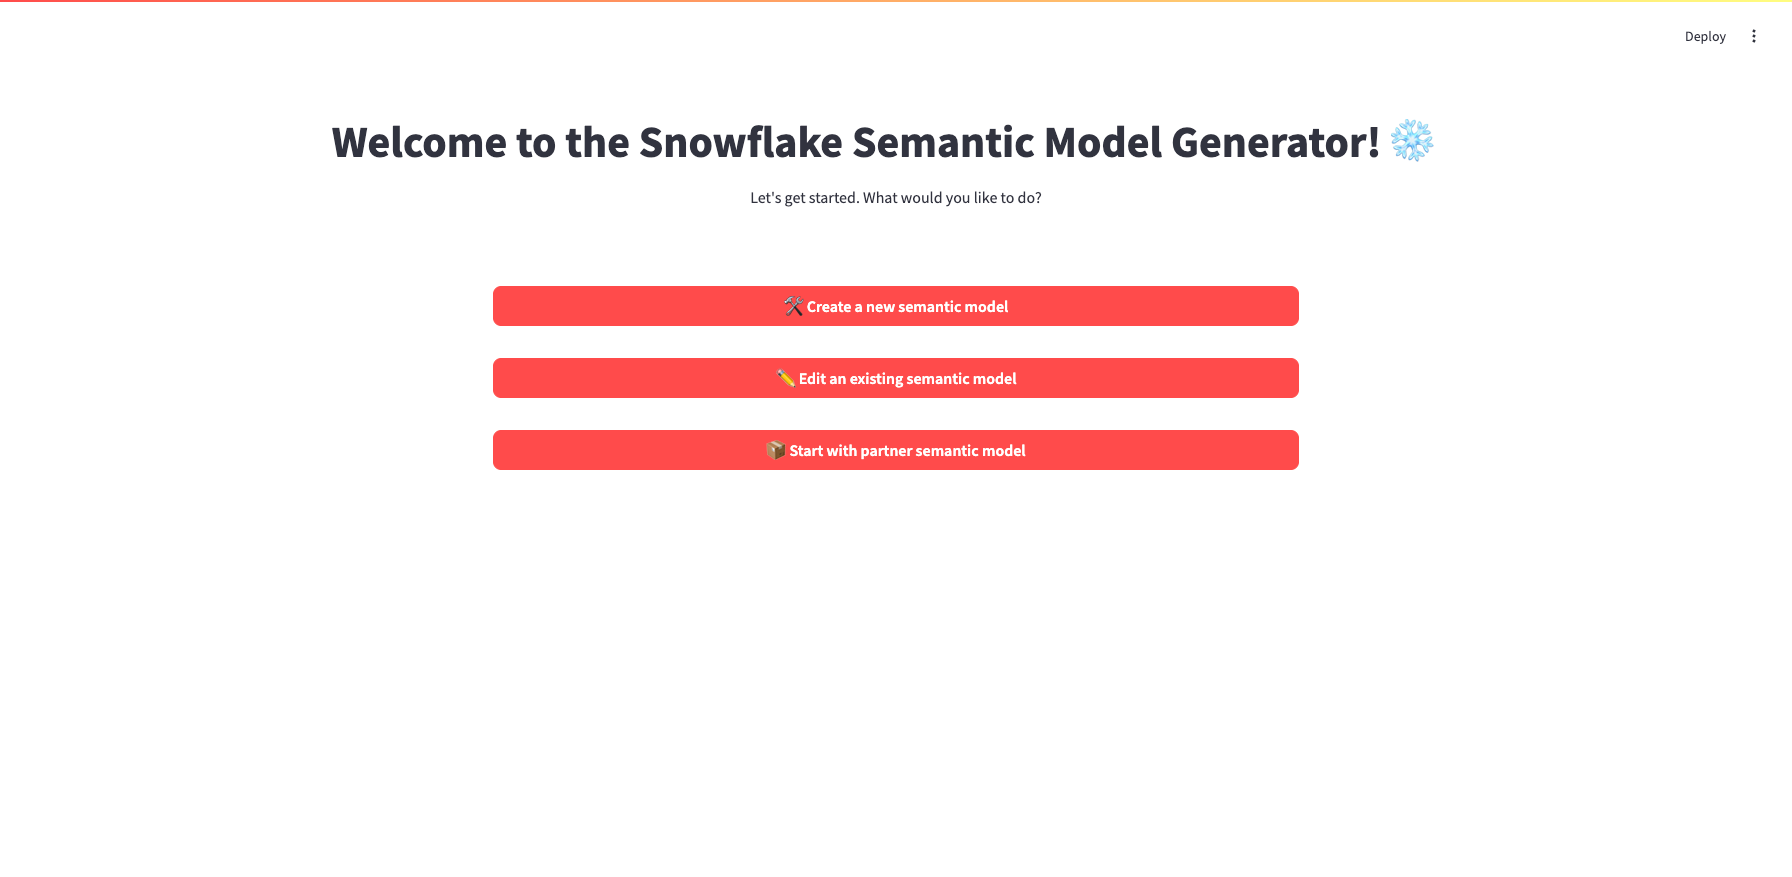 Deploy
Welcome to the Snowflake Semantic Model Generator! ❄️
Let's get started. What would you like to do?
🛠️ Create a new semantic model
✏️ Edit an existing semantic model
📦 Start with partner semantic model